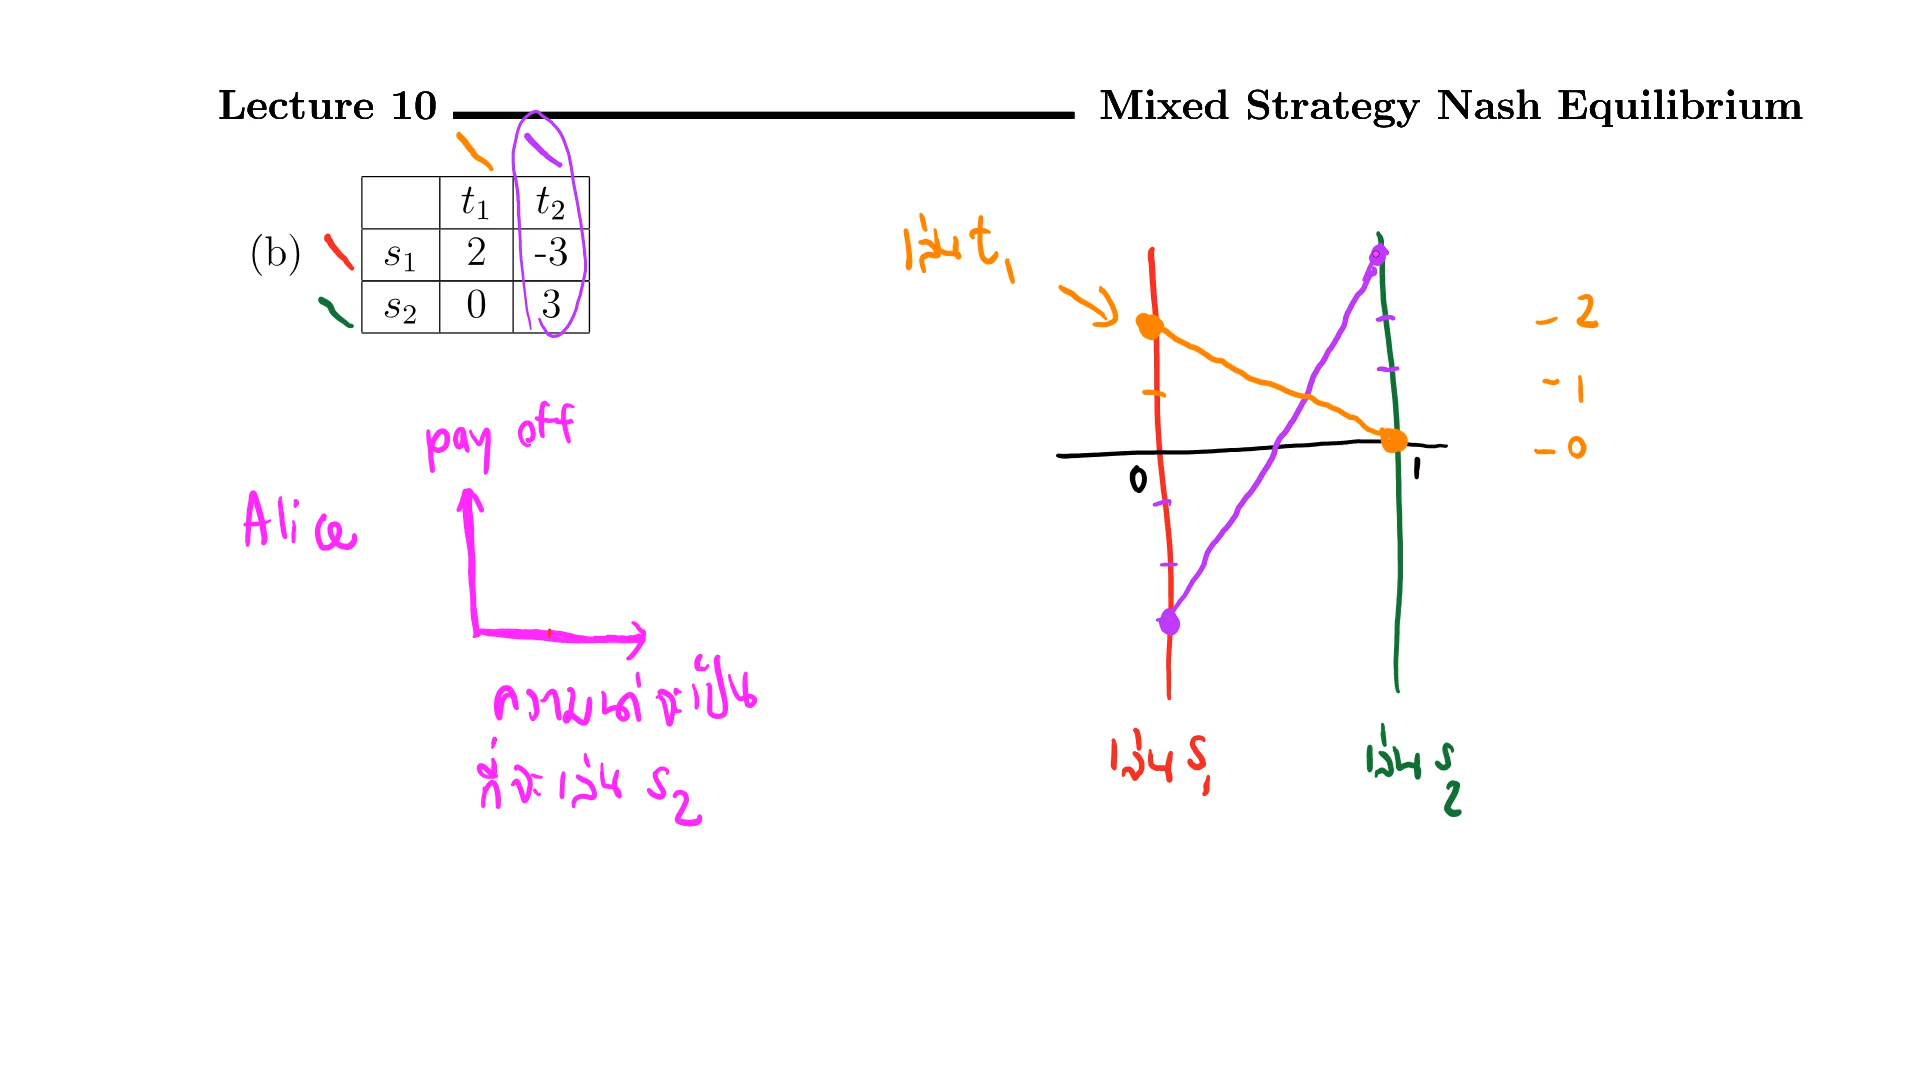 Lecture 10 Mixed Strategy Nash Equilibrium
(b)
t₁ t₂
s₁ 2 -3
s₂ 0 3
เล่น t₁
- 2
- 1
- 0
0 1
pay off
Alice
ความน่าจะเป็น
ที่จะเล่น s₂
เล่น s₁
เล่น s₂